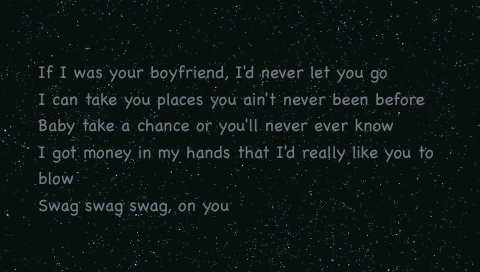 If I was your boyfriend, I'd never let you go
I can take you places you ain't never been before
Baby take a chance or you'll never ever know
I got money in my hands that I'd really like you to
blow
Swag swag swag, on you